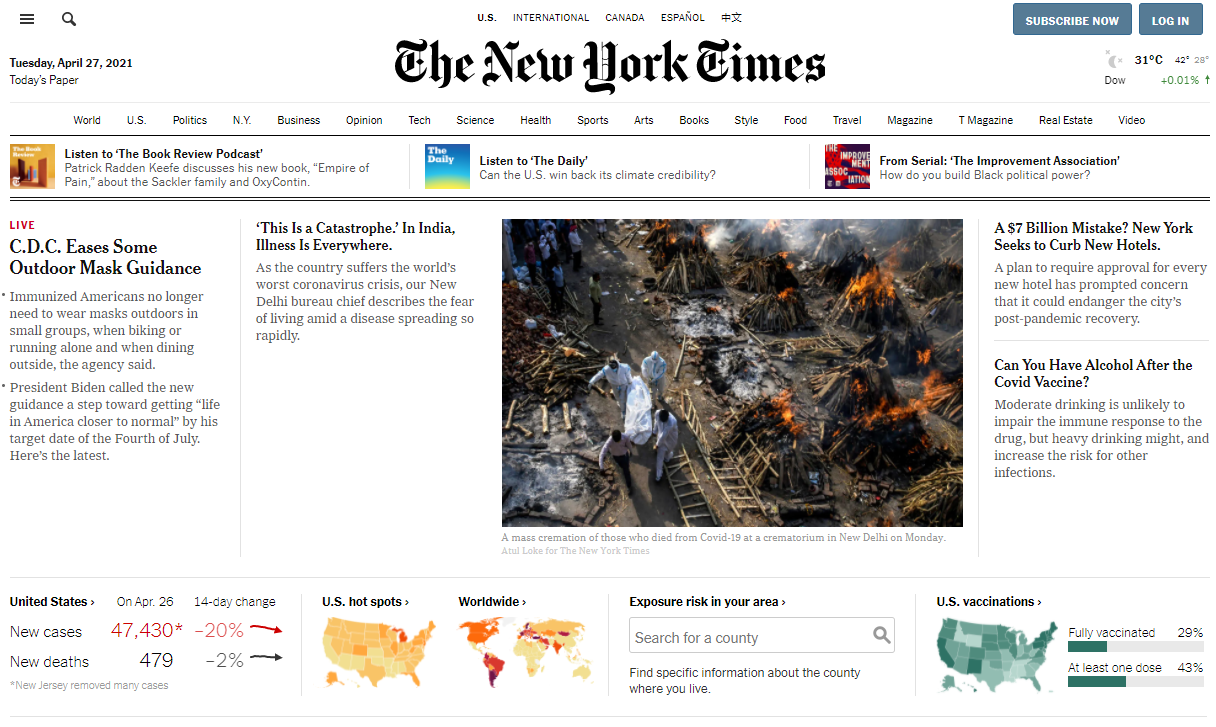 U.S. INTERNATIONAL CANADA ESPAÑOL 中文
SUBSCRIBE NOW LOG IN
Tuesday, April 27, 2021
Today's Paper
The New York Times
31°C 42° 28°
Dow +0.01% ↑
World U.S. Politics N.Y. Business Opinion Tech Science Health Sports Arts Books Style Food Travel Magazine T Magazine Real Estate Video
The Book Review
Listen to ‘The Book Review Podcast’
Patrick Radden Keefe discusses his new book, “Empire of
Pain,” about the Sackler family and OxyContin.
The
Daily
Listen to ‘The Daily’
Can the U.S. win back its climate credibility?
THE
IMPROVE
MENT
ASSOC
IATION
From Serial: ‘The Improvement Association’
How do you build Black political power?
LIVE
C.D.C. Eases Some
Outdoor Mask Guidance
• Immunized Americans no longer
need to wear masks outdoors in
small groups, when biking or
running alone and when dining
outside, the agency said.
• President Biden called the new
guidance a step toward getting “life
in America closer to normal” by his
target date of the Fourth of July.
Here’s the latest.
‘This Is a Catastrophe.’ In India,
Illness Is Everywhere.
As the country suffers the world’s
worst coronavirus crisis, our New
Delhi bureau chief describes the fear
of living amid a disease spreading so
rapidly.
A mass cremation of those who died from Covid-19 at a crematorium in New Delhi on Monday.
Atul Loke for The New York Times
A $7 Billion Mistake? New York
Seeks to Curb New Hotels.
A plan to require approval for every
new hotel has prompted concern
that it could endanger the city’s
post-pandemic recovery.
Can You Have Alcohol After the
Covid Vaccine?
Moderate drinking is unlikely to
impair the immune response to the
drug, but heavy drinking might, and
increase the risk for other
infections.
United States › On Apr. 26 14-day change
New cases 47,430* –20%
New deaths 479 –2%
*New Jersey removed many cases
U.S. hot spots ›
Worldwide ›
Exposure risk in your area ›
Search for a county
Find specific information about the county
where you live.
U.S. vaccinations ›
Fully vaccinated 29%
At least one dose 43%